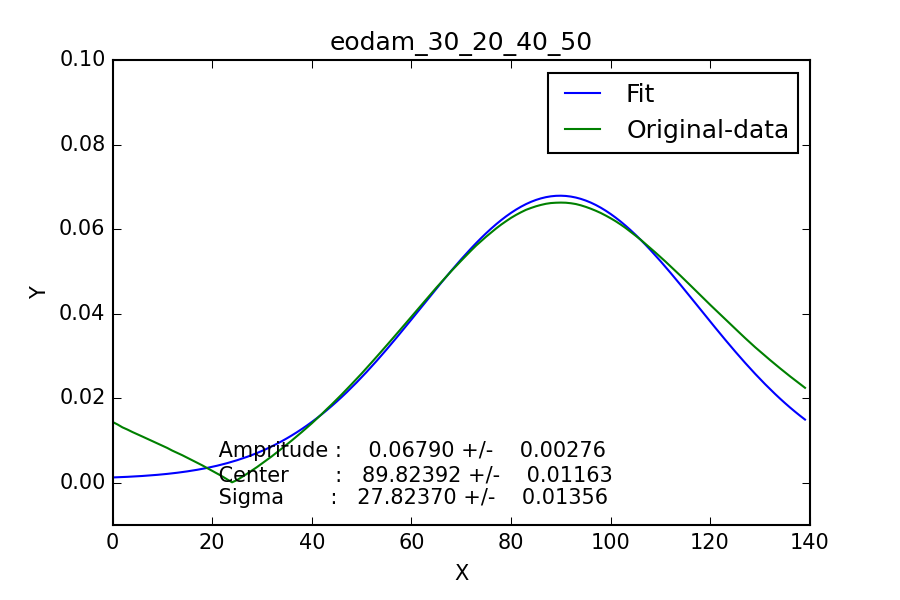 eodam_30_20_40_50
0.10
0.08
0.06
0.04
0.02
0.00
Y
Fit
Original-data
Ampritude : 0.06790 +/- 0.00276
Center : 89.82392 +/- 0.01163
Sigma : 27.82370 +/- 0.01356
0 20 40 60 80 100 120 140
X